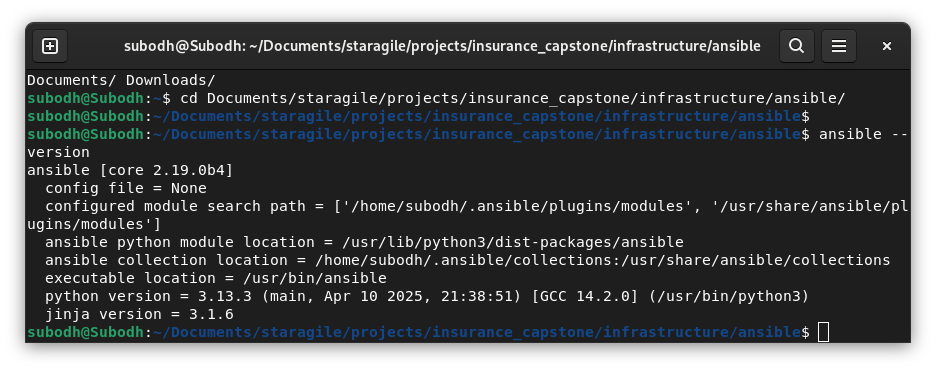 subodh@Subodh: ~/Documents/staragile/projects/insurance_capstone/infrastructure/ansible
Documents/ Downloads/
subodh@Subodh:~$ cd Documents/staragile/projects/insurance_capstone/infrastructure/ansible/
subodh@Subodh:~/Documents/staragile/projects/insurance_capstone/infrastructure/ansible$
subodh@Subodh:~/Documents/staragile/projects/insurance_capstone/infrastructure/ansible$ ansible --
version
ansible [core 2.19.0b4]
  config file = None
  configured module search path = ['/home/subodh/.ansible/plugins/modules', '/usr/share/ansible/pl
ugins/modules']
  ansible python module location = /usr/lib/python3/dist-packages/ansible
  ansible collection location = /home/subodh/.ansible/collections:/usr/share/ansible/collections
  executable location = /usr/bin/ansible
  python version = 3.13.3 (main, Apr 10 2025, 21:38:51) [GCC 14.2.0] (/usr/bin/python3)
  jinja version = 3.1.6
subodh@Subodh:~/Documents/staragile/projects/insurance_capstone/infrastructure/ansible$